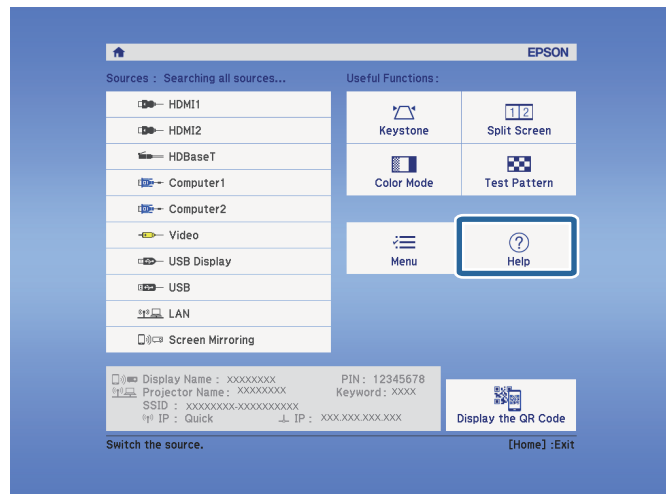 EPSON
Sources : Searching all sources...
HDMI1
HDMI2
HDBaseT
Computer1
Computer2
Video
USB Display
USB
LAN
Screen Mirroring
Useful Functions :
Keystone
1 2
Split Screen
Color Mode
Test Pattern
Menu
? Help
Display Name : XXXXXXXX
PIN : 12345678
Projector Name : XXXXXXXX
Keyword : XXXX
SSID : XXXXXXXX-XXXXXXXXXX
IP : Quick
IP : XXX.XXX.XXX.XXX
Display the QR Code
Switch the source.
[Home] :Exit